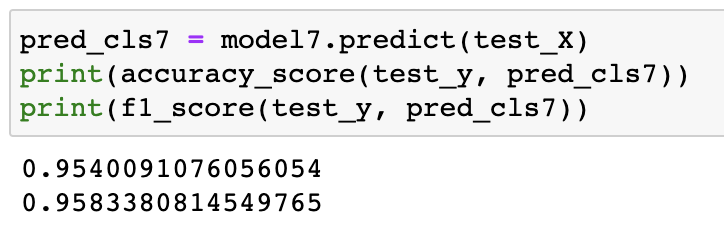 pred_cls7 = model7.predict(test_X)
print(accuracy_score(test_y, pred_cls7))
print(f1_score(test_y, pred_cls7))
0.9540091076056054
0.9583380814549765